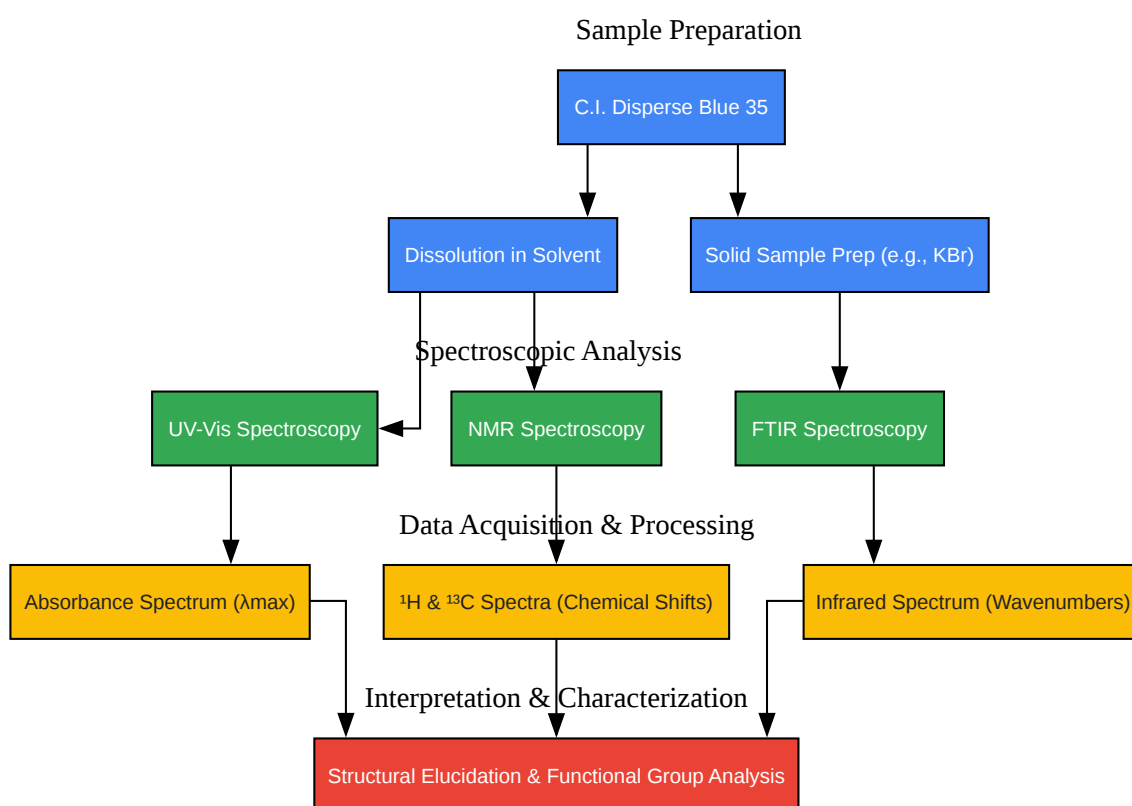 Sample Preparation
C.I. Disperse Blue 35
Dissolution in Solvent
Solid Sample Prep (e.g., KBr)
Spectroscopic Analysis
UV-Vis Spectroscopy
NMR Spectroscopy
FTIR Spectroscopy
Data Acquisition & Processing
Absorbance Spectrum (λmax)
¹H & ¹³C Spectra (Chemical Shifts)
Infrared Spectrum (Wavenumbers)
Interpretation & Characterization
Structural Elucidation & Functional Group Analysis